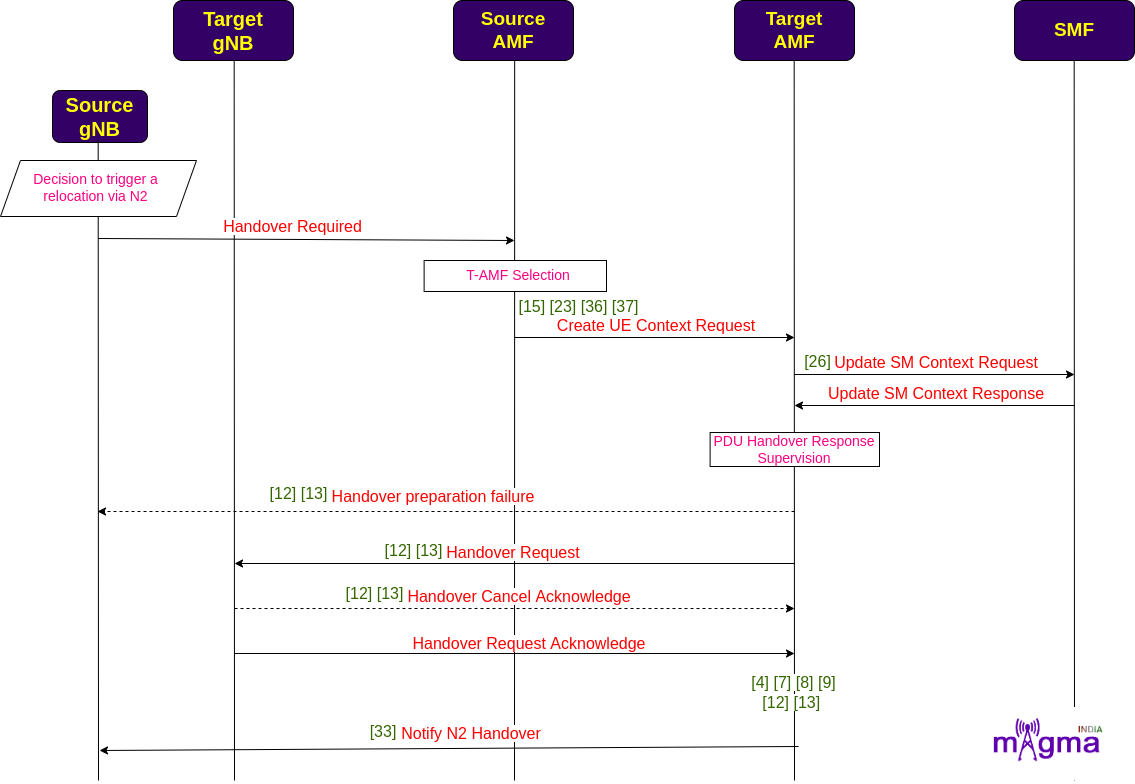 Target
gNB
Source
AMF
Target
AMF
SMF
Source
gNB
Decision to trigger a
relocation via N2
Handover Required
T-AMF Selection
[15] [23] [36] [37]
Create UE Context Request
[26] Update SM Context Request
Update SM Context Response
PDU Handover Response
Supervision
[12] [13] Handover preparation failure
[12] [13] Handover Request
[12] [13] Handover Cancel Acknowledge
Handover Request Acknowledge
[4] [7] [8] [9]
[12] [13]
[33] Notify N2 Handover
INDIA
magma